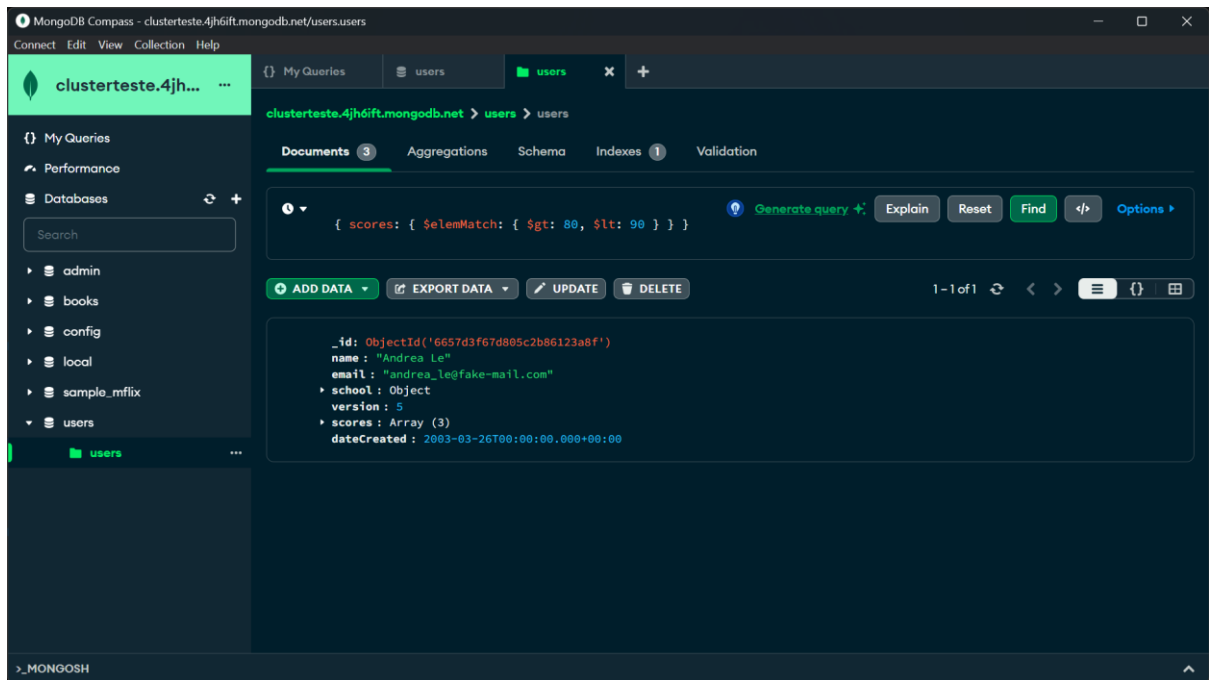 MongoDB Compass - clusterteste.4jh6ift.mongodb.net/users.users
Connect Edit View Collection Help
clusterteste.4jh... ...
{} My Queries
Performance
Databases
Search
admin
books
config
local
sample_mflix
users
users ...
{} My Queries users users
clusterteste.4jh6ift.mongodb.net > users > users
Documents 3 Aggregations Schema Indexes 1 Validation
Generate query Explain Reset Find </> Options
{ scores: { $elemMatch: { $gt: 80, $lt: 90 } } }
ADD DATA EXPORT DATA UPDATE DELETE 1–1 of 1 {}
_id: ObjectId('6657d3f67d805c2b86123a8f')
name : "Andrea Le"
email : "andrea_le@fake-mail.com"
school : Object
version : 5
scores : Array (3)
dateCreated : 2003-03-26T00:00:00.000+00:00
>_MONGOSH